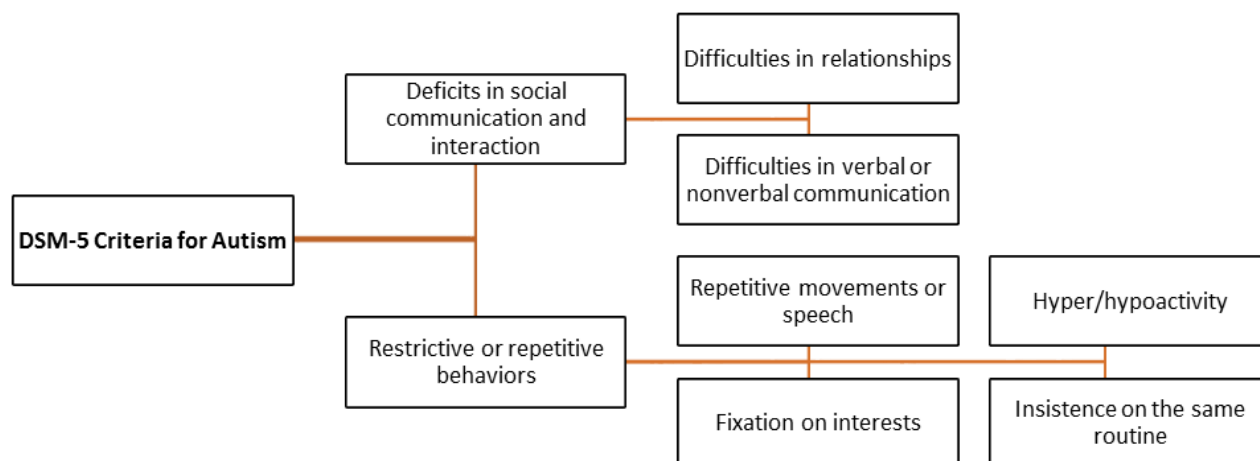 DSM-5 Criteria for Autism
Deficits in social
communication and
interaction
Difficulties in relationships
Difficulties in verbal or
nonverbal communication
Restrictive or repetitive
behaviors
Repetitive movements or
speech
Hyper/hypoactivity
Fixation on interests
Insistence on the same
routine